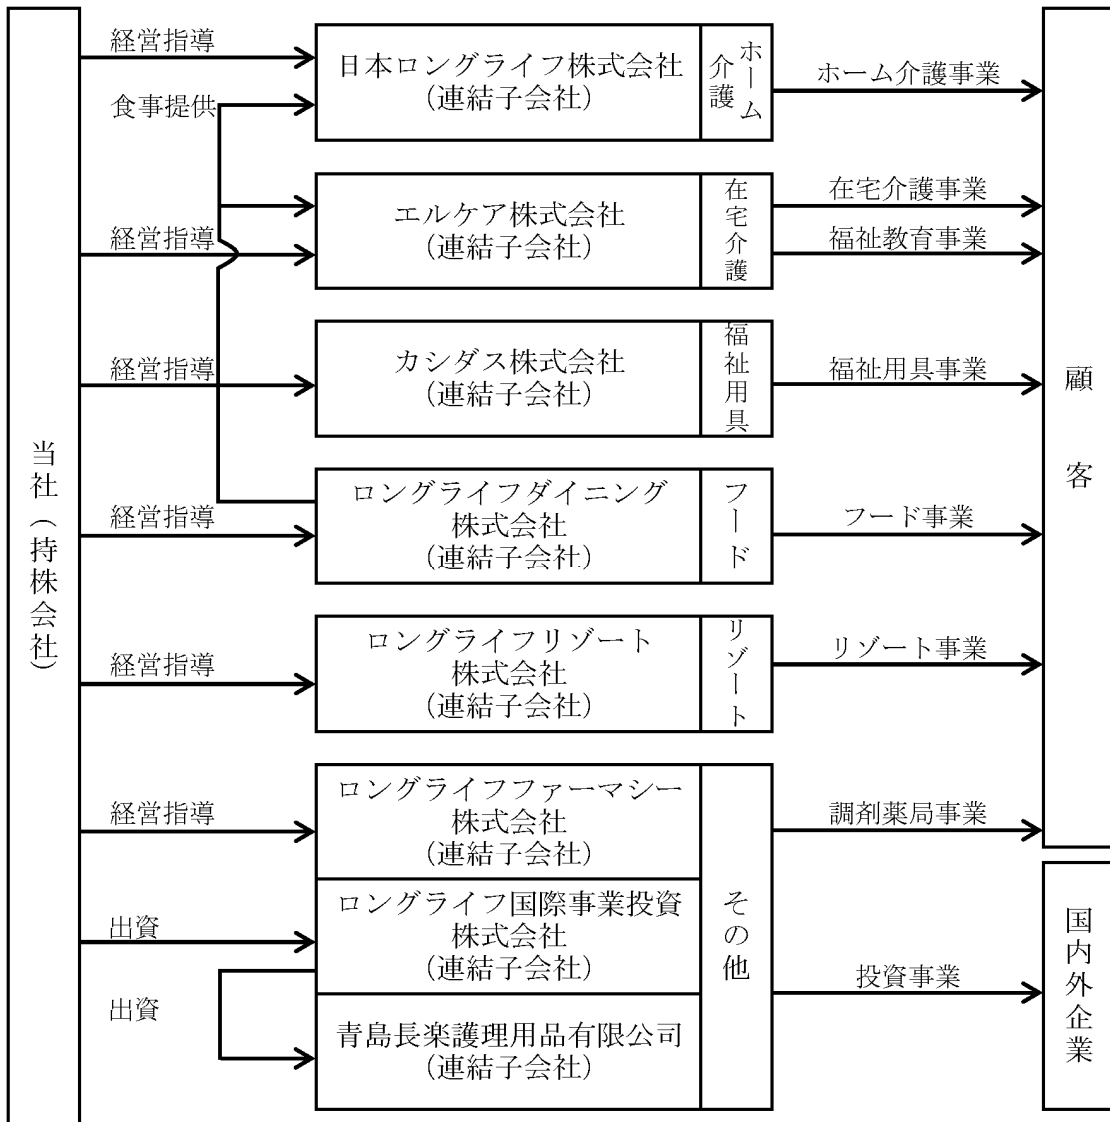 当社（持株会社）
経営指導
日本ロングライフ株式会社
（連結子会社）
ホーム
介護
ホーム介護事業
食事提供
エルケア株式会社
（連結子会社）
在宅介護
在宅介護事業
経営指導
福祉教育事業
経営指導
カシダス株式会社
（連結子会社）
福祉用具
福祉用具事業
経営指導
ロングライフダイニング
株式会社
（連結子会社）
フード
フード事業
経営指導
ロングライフリゾート
株式会社
（連結子会社）
リゾート
リゾート事業
経営指導
ロングライフファーマシー
株式会社
（連結子会社）
調剤薬局事業
出資
ロングライフ国際事業投資
株式会社
（連結子会社）
その他
投資事業
出資
青島長楽護理用品有限公司
（連結子会社）
顧客
国内外企業